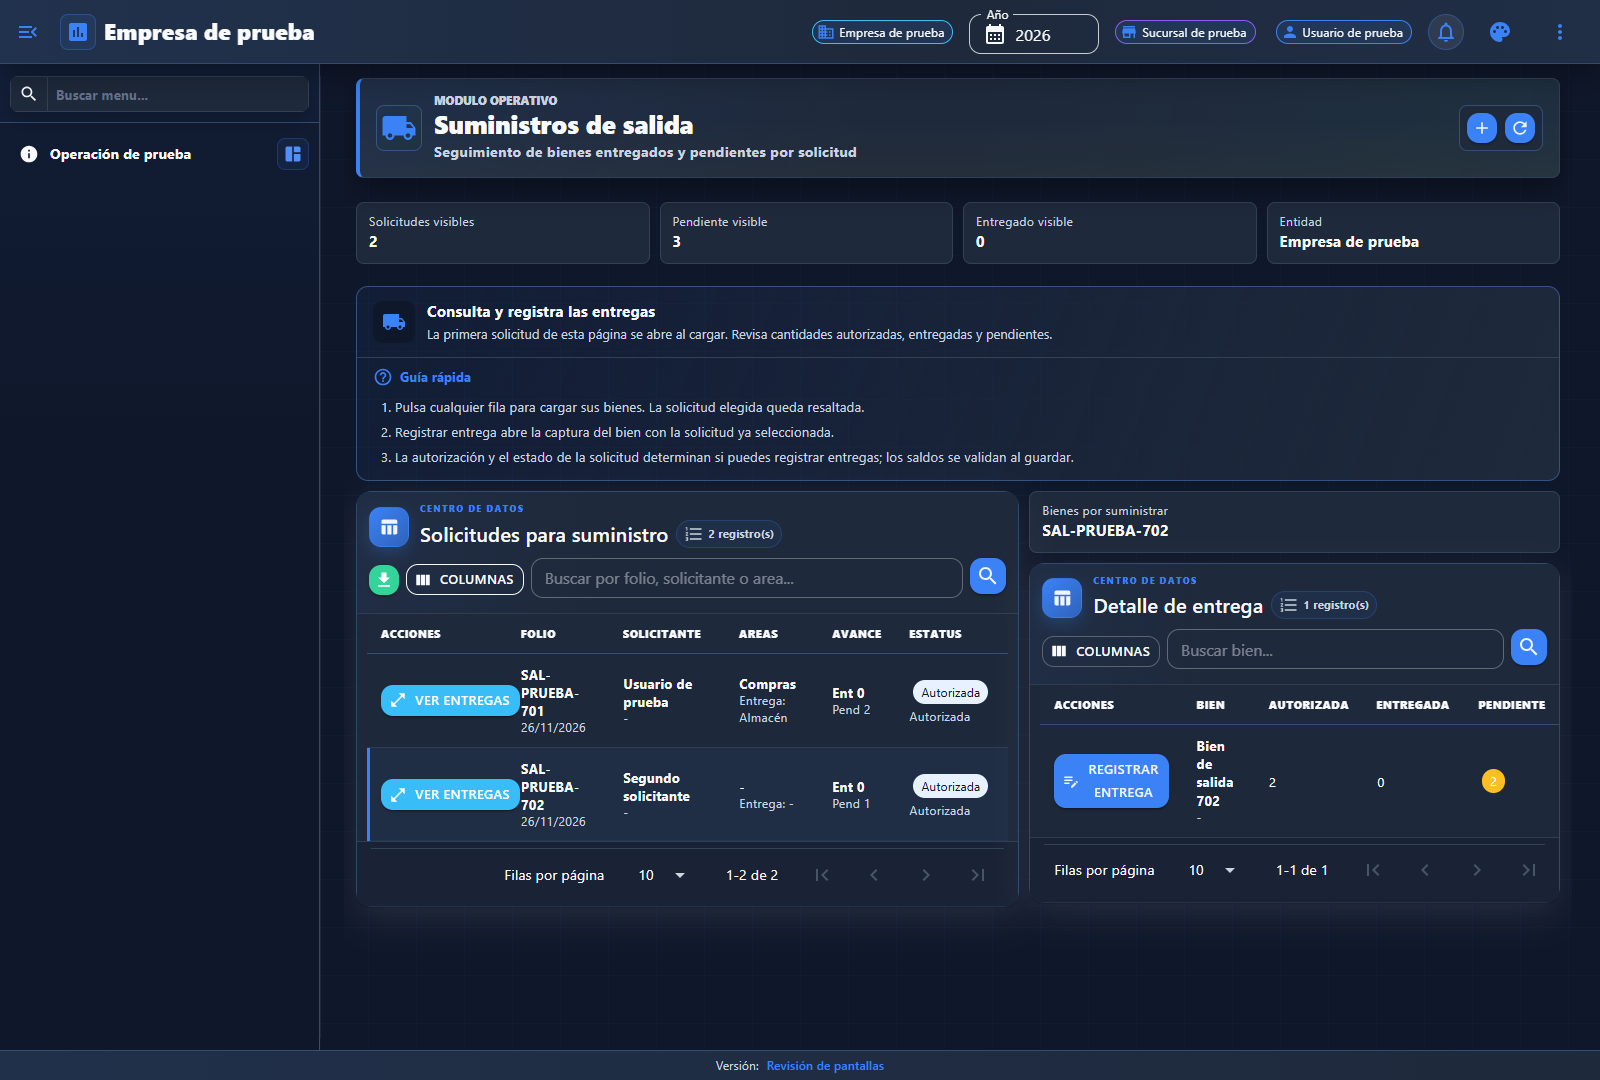 Empresa de prueba
Empresa de prueba
Año
2026
Sucursal de prueba
Usuario de prueba
Buscar menu...
Operación de prueba
MODULO OPERATIVO
Suministros de salida
Seguimiento de bienes entregados y pendientes por solicitud
Solicitudes visibles
2
Pendiente visible
3
Entregado visible
0
Entidad
Empresa de prueba
Consulta y registra las entregas
La primera solicitud de esta página se abre al cargar. Revisa cantidades autorizadas, entregadas y pendientes.
Guía rápida
1. Pulsa cualquier fila para cargar sus bienes. La solicitud elegida queda resaltada.
2. Registrar entrega abre la captura del bien con la solicitud ya seleccionada.
3. La autorización y el estado de la solicitud determinan si puedes registrar entregas; los saldos se validan al guardar.
CENTRO DE DATOS
Solicitudes para suministro
2 registro(s)
COLUMNAS
Buscar por folio, solicitante o area...
ACCIONES FOLIO SOLICITANTE AREAS AVANCE ESTATUS
VER ENTREGAS
SAL-
PRUEBA-
701
26/11/2026
Usuario de
prueba
-
Compras
Entrega:
Almacén
Ent 0
Pend 2
Autorizada
Autorizada
VER ENTREGAS
SAL-
PRUEBA-
702
26/11/2026
Segundo
solicitante
-
-
Entrega: -
Ent 0
Pend 1
Autorizada
Autorizada
Filas por página 10 1-2 de 2
Bienes por suministrar
SAL-PRUEBA-702
CENTRO DE DATOS
Detalle de entrega
1 registro(s)
COLUMNAS
Buscar bien...
ACCIONES BIEN AUTORIZADA ENTREGADA PENDIENTE
REGISTRAR
ENTREGA
Bien
de
salida
702
-
2
0
2
Filas por página 10 1-1 de 1
Versión: Revisión de pantallas